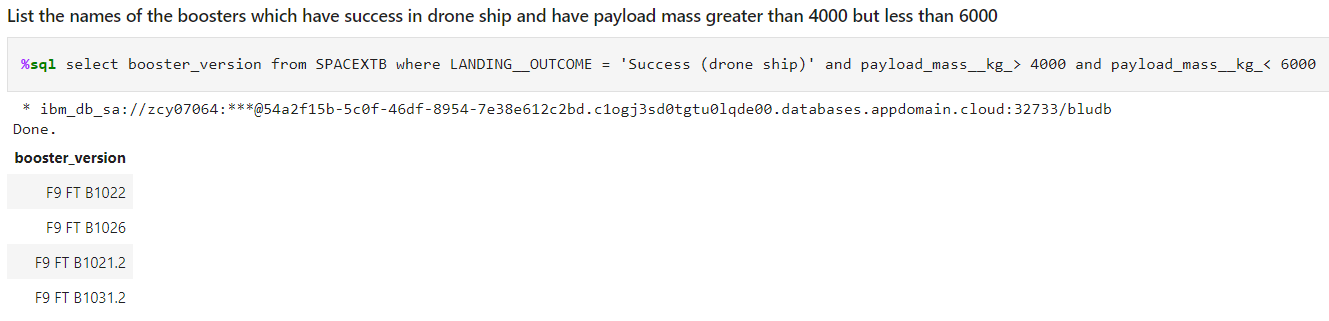 List the names of the boosters which have success in drone ship and have payload mass greater than 4000 but less than 6000
%sql select booster_version from SPACEXTB where LANDING__OUTCOME = 'Success (drone ship)' and payload_mass__kg_> 4000 and payload_mass__kg_< 6000
* ibm_db_sa://zcy07064:***@54a2f15b-5c0f-46df-8954-7e38e612c2bd.c1ogj3sd0tgtu0lqde00.databases.appdomain.cloud:32733/bludb
Done.
booster_version
F9 FT B1022
F9 FT B1026
F9 FT B1021.2
F9 FT B1031.2